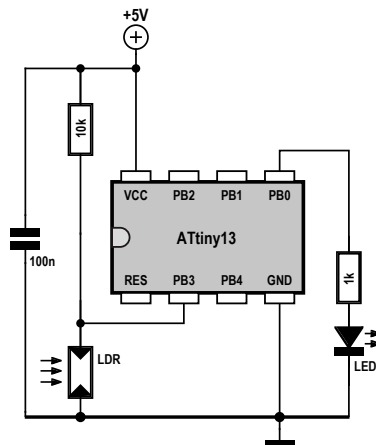 +5V
10k
VCC PB2 PB1 PB0
ATtiny13
100n
RES PB3 PB4 GND
1k
LDR
LED